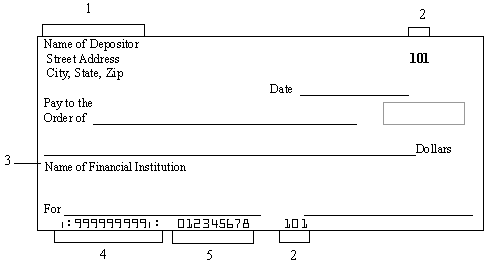 1 2
Name of Depositor
Street Address 101
City, State, Zip
Date
Pay to the
Order of
Dollars
3
Name of Financial Institution
For
⑆999999999⑆ 012345678 101
4 5 2